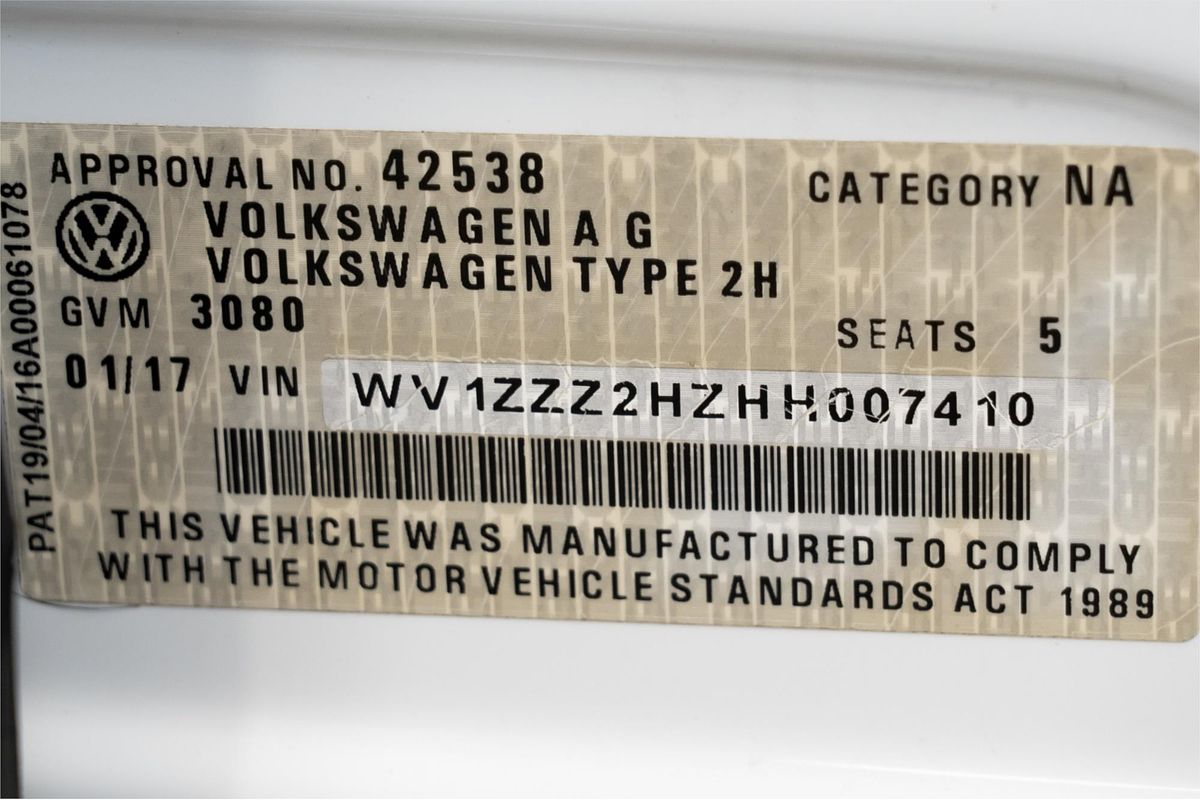 APPROVAL NO. 42538
CATEGORY NA
VOLKSWAGEN A G
VOLKSWAGEN TYPE 2H
GVM 3080
SEATS 5
01/17 VIN WV1ZZZ2HZHH007410
THIS VEHICLE WAS MANUFACTURED TO COMPLY
WITH THE MOTOR VEHICLE STANDARDS ACT 1989
PAT19/04/16A00061078